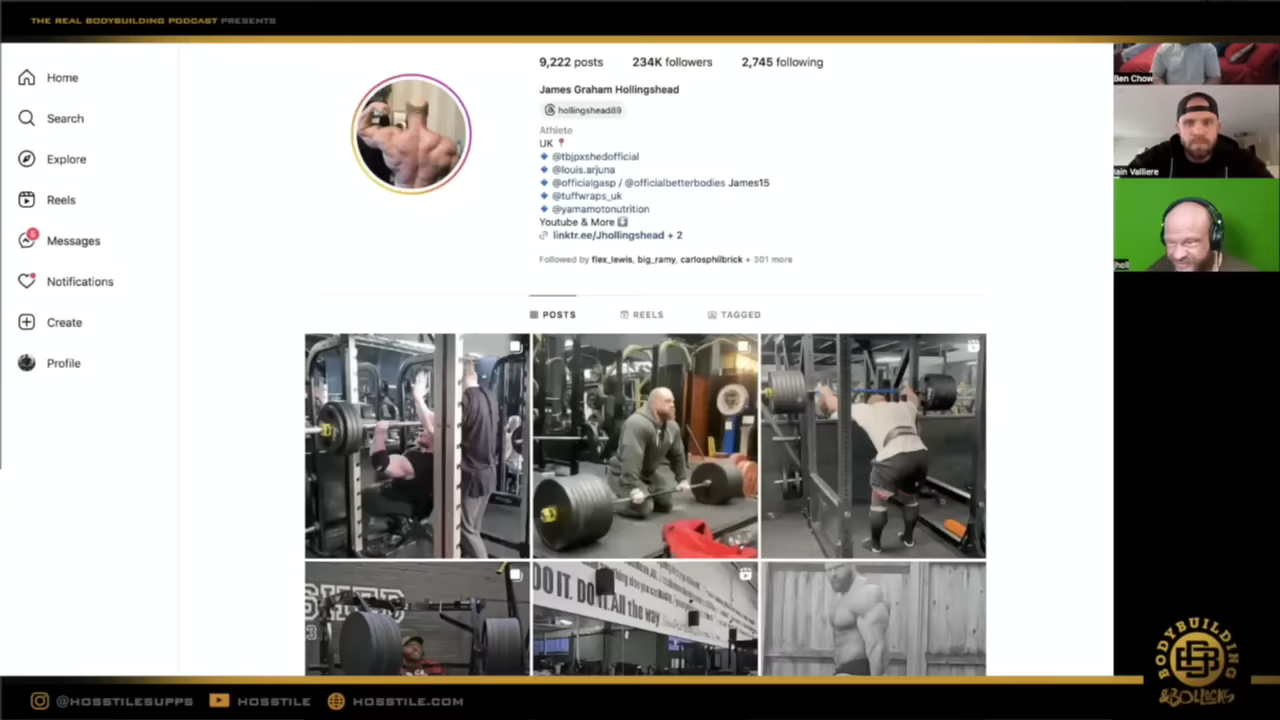 THE REAL BODYBUILDING PODCAST PRESENTS
Home
Search
Explore
Reels
5
Messages
Notifications
Create
Profile
9,222 posts 234K followers 2,745 following
James Graham Hollingshead
hollingshead89
Athlete
UK
@tbjpxshedofficial
@louis.arjuna
@officialgasp / @officialbetterbodies James15
@tuffwraps_uk
@yamamotonutrition
Youtube & More
linktr.ee/Jhollingshead + 2
Followed by flex_lewis, big_ramy, carlosphilbrick + 301 more
POSTS REELS TAGGED
DO IT. DO IT. All the way
Ben Chow
Iain Valliere
jholl
BODYBUILDING
&BOLLOCKS
@HOSSTILESUPPS HOSSTILE HOSSTILE.COM